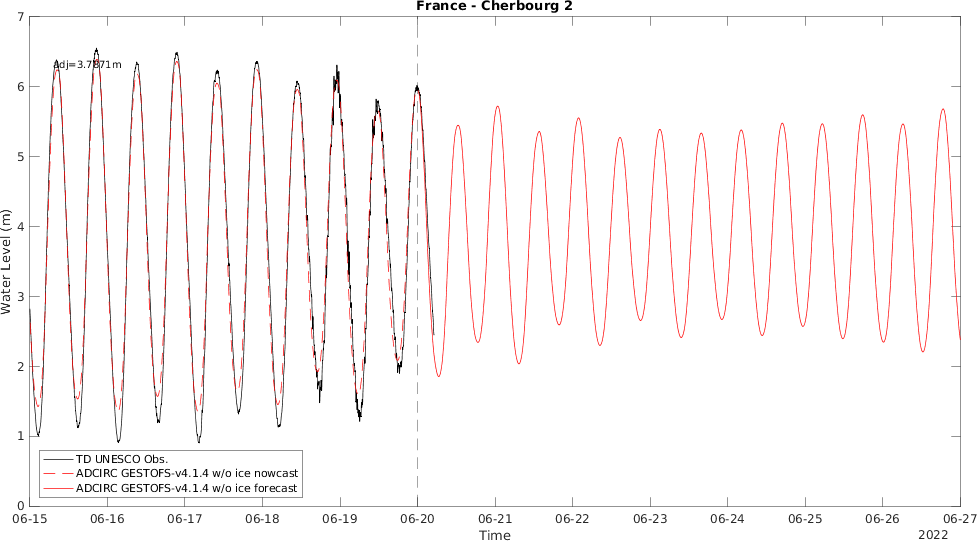 France - Cherbourg 2
adj=3.7871m
Water Level (m)
7
6
5
4
3
2
1
0
TD UNESCO Obs.
ADCIRC GESTOFS-v4.1.4 w/o ice nowcast
ADCIRC GESTOFS-v4.1.4 w/o ice forecast
06-15 06-16 06-17 06-18 06-19 06-20 06-21 06-22 06-23 06-24 06-25 06-26 06-27
Time
2022